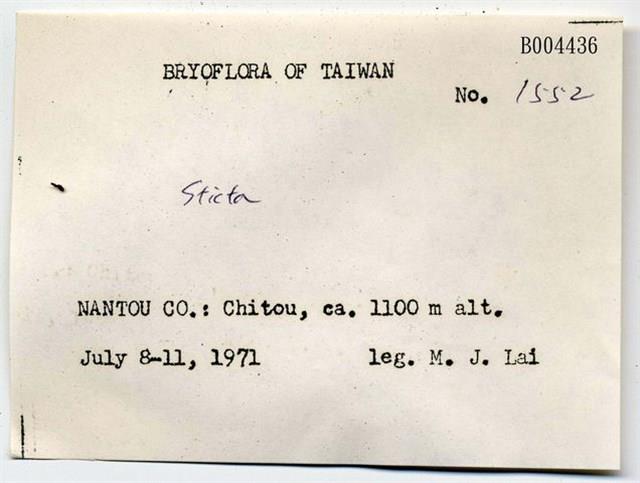 B004436
BRYOFLORA OF TAIWAN
No. 1552
Sticta
NANTOU CO.: Chitou, ca. 1100 m alt.
July 8-11, 1971 leg. M. J. Lai